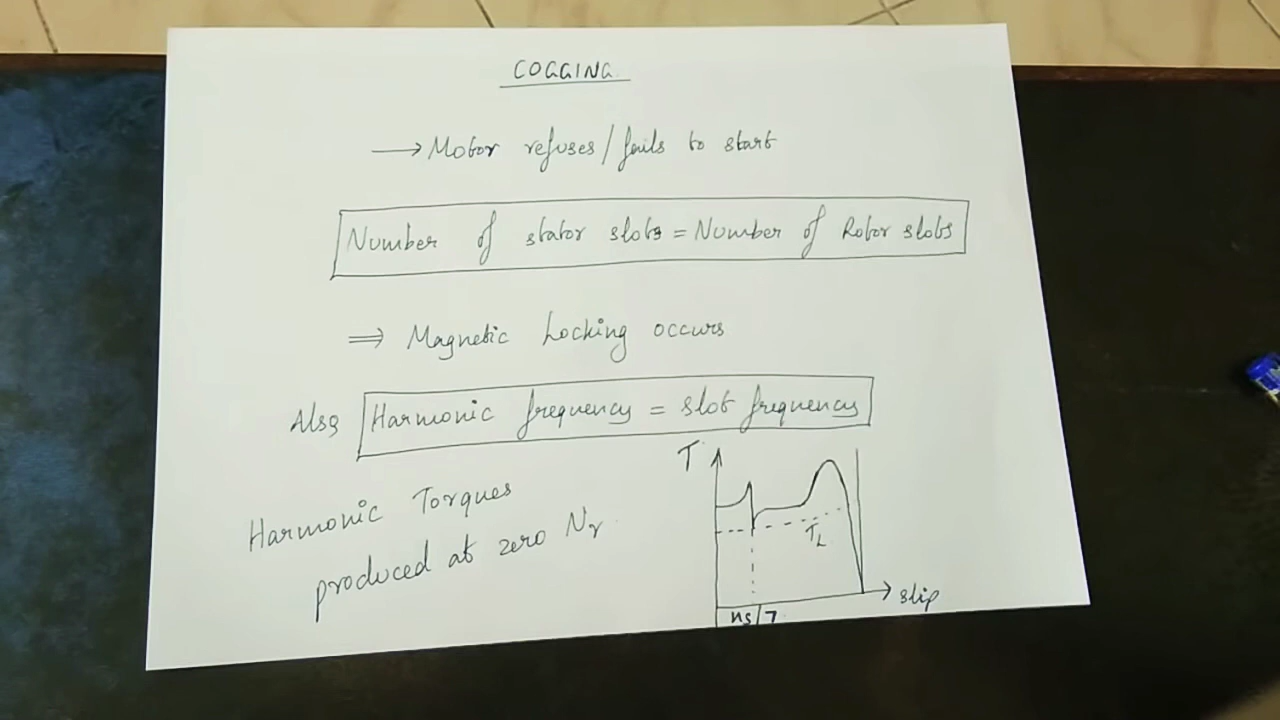 COGGING
→ Motor refuses/fails to start
Number of stator slots = Number of Rotor slots
⇒ Magnetic Locking occurs
Also Harmonic frequency = slot frequency
Harmonic Torques
produced at zero Nr
T
TL
slip
ns/7